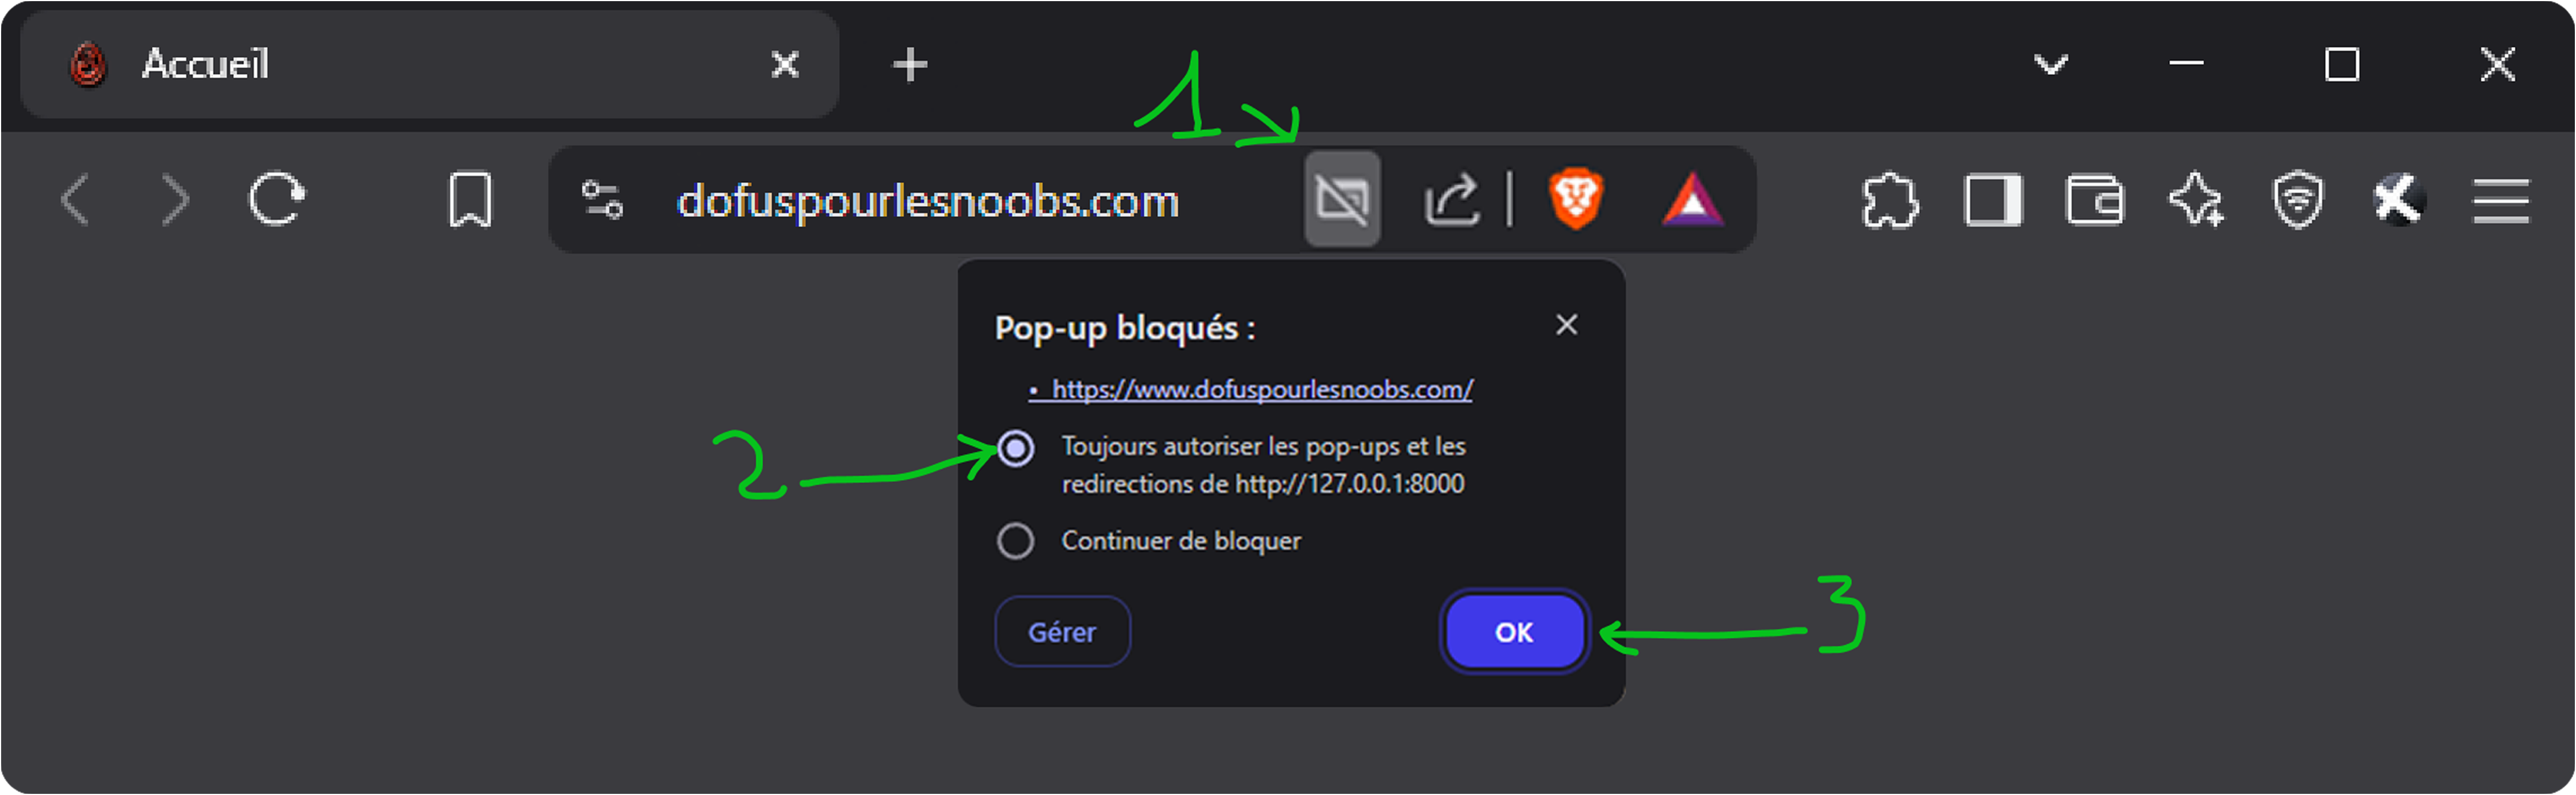 Accueil
1
dofuspourlesnoobs.com
Pop-up bloqués :
• https://www.dofuspourlesnoobs.com/
2
Toujours autoriser les pop-ups et les
redirections de http://127.0.0.1:8000
Continuer de bloquer
Gérer
OK
3